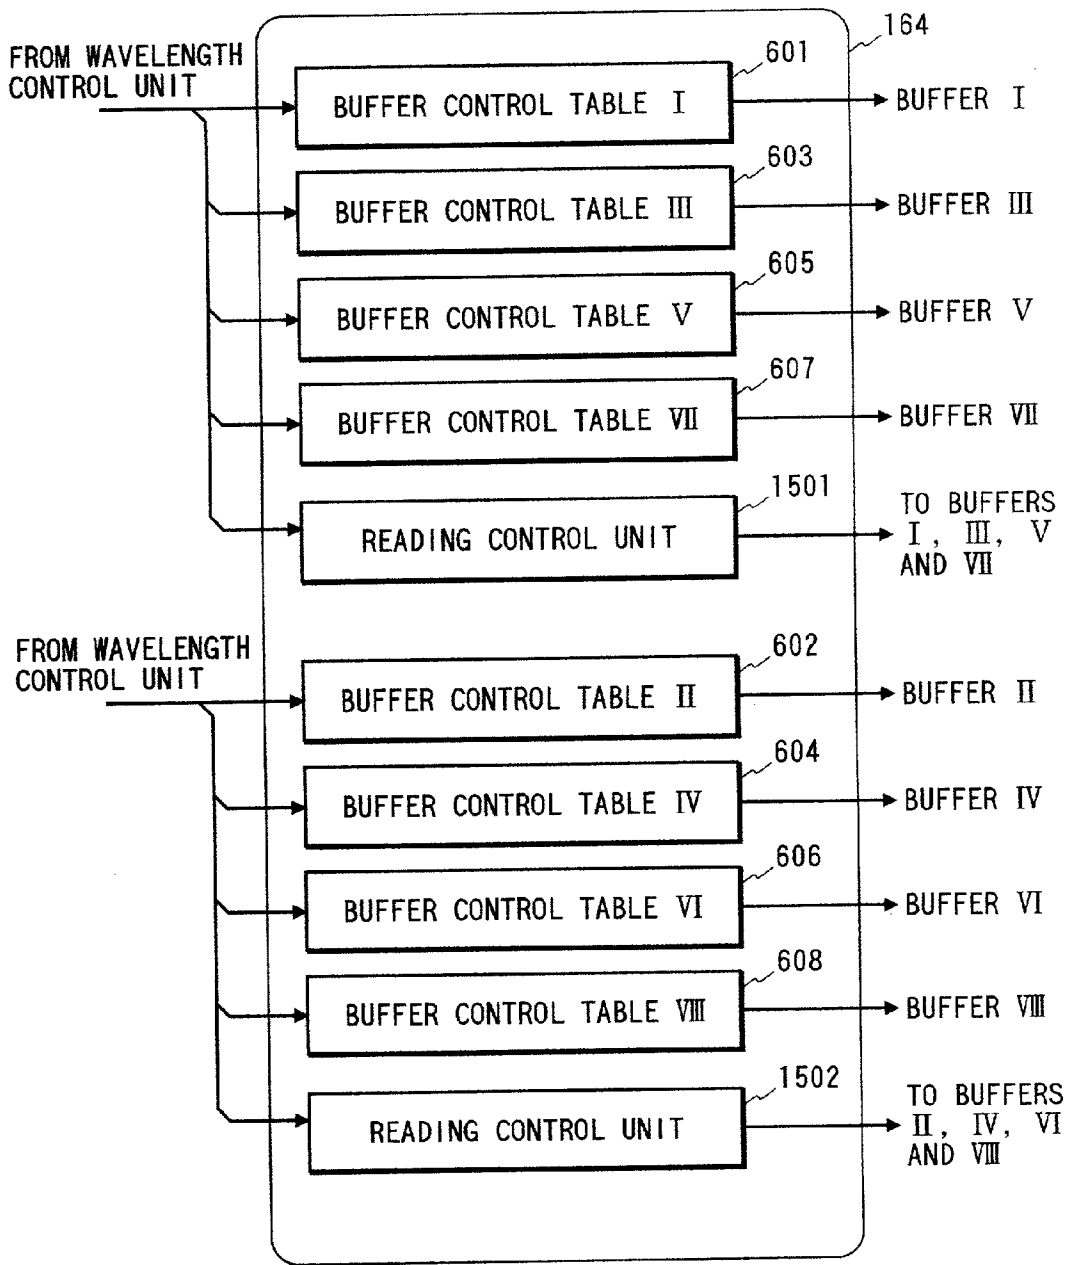 164
FROM WAVELENGTH
CONTROL UNIT
601
BUFFER CONTROL TABLE Ⅰ
BUFFER Ⅰ
603
BUFFER CONTROL TABLE Ⅲ
BUFFER Ⅲ
605
BUFFER CONTROL TABLE Ⅴ
BUFFER Ⅴ
607
BUFFER CONTROL TABLE Ⅶ
BUFFER Ⅶ
1501
READING CONTROL UNIT
TO BUFFERS
Ⅰ, Ⅲ, Ⅴ
AND Ⅶ
FROM WAVELENGTH
CONTROL UNIT
602
BUFFER CONTROL TABLE Ⅱ
BUFFER Ⅱ
604
BUFFER CONTROL TABLE Ⅳ
BUFFER Ⅳ
606
BUFFER CONTROL TABLE Ⅵ
BUFFER Ⅵ
608
BUFFER CONTROL TABLE Ⅷ
BUFFER Ⅷ
1502
READING CONTROL UNIT
TO BUFFERS
Ⅱ, Ⅳ, Ⅵ
AND Ⅷ